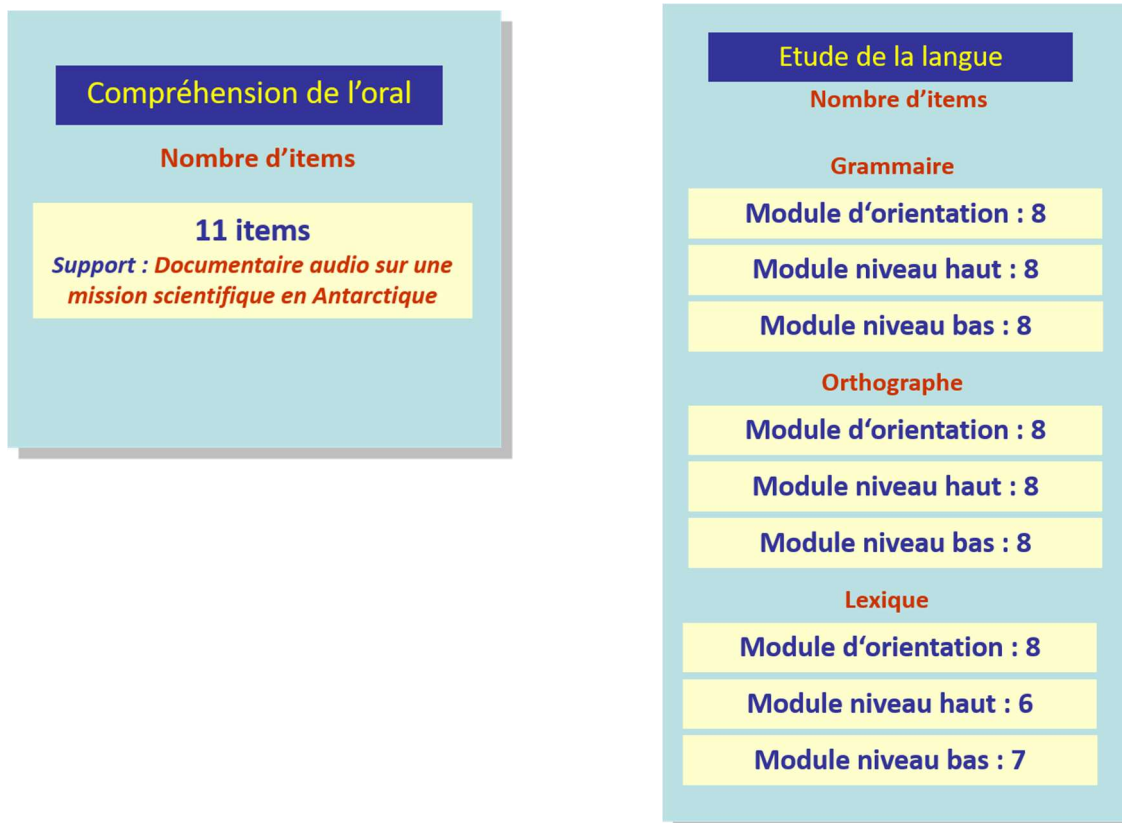 Compréhension de l’oral
Nombre d’items
11 items
Support : Documentaire audio sur une
mission scientifique en Antarctique
Etude de la langue
Nombre d’items
Grammaire
Module d‘orientation : 8
Module niveau haut : 8
Module niveau bas : 8
Orthographe
Module d‘orientation : 8
Module niveau haut : 8
Module niveau bas : 8
Lexique
Module d‘orientation : 8
Module niveau haut : 6
Module niveau bas : 7